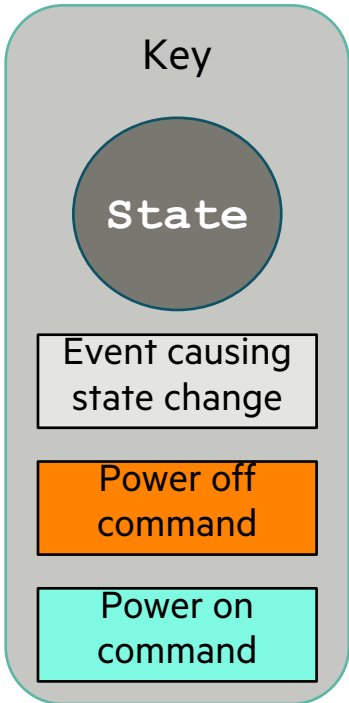 Key
State
Event causing
state change
Power off
command
Power on
command